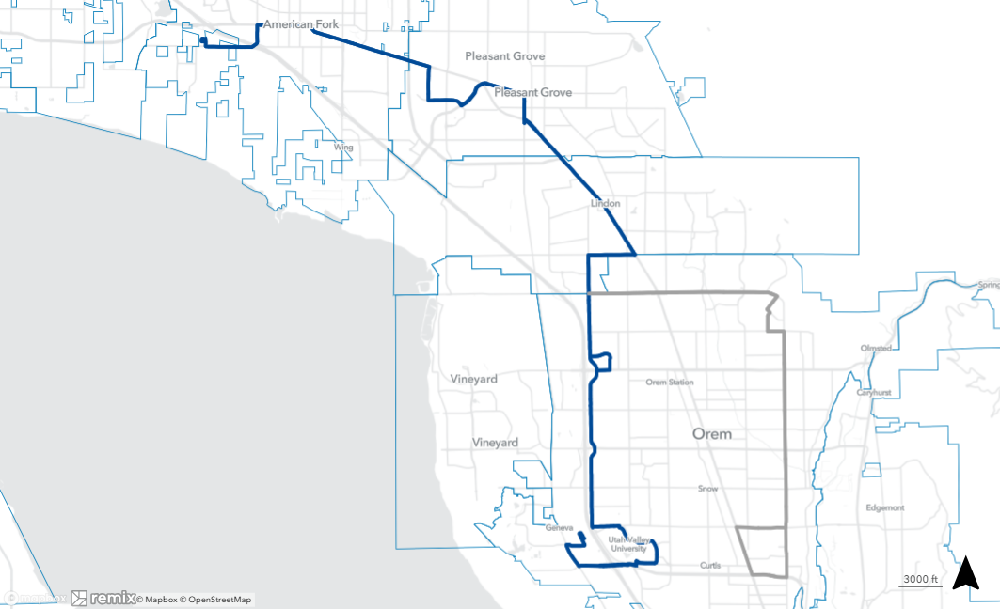 American Fork
Pleasant Grove
Pleasant Grove
Wing
Lindon
Spring
Olmsted
Vineyard
Orem Station
Caryhurst
Orem
Vineyard
Snow
Edgemont
Geneva
Utah Valley
University
Curtis
3000 ft
mapbox remix © Mapbox © OpenStreetMap